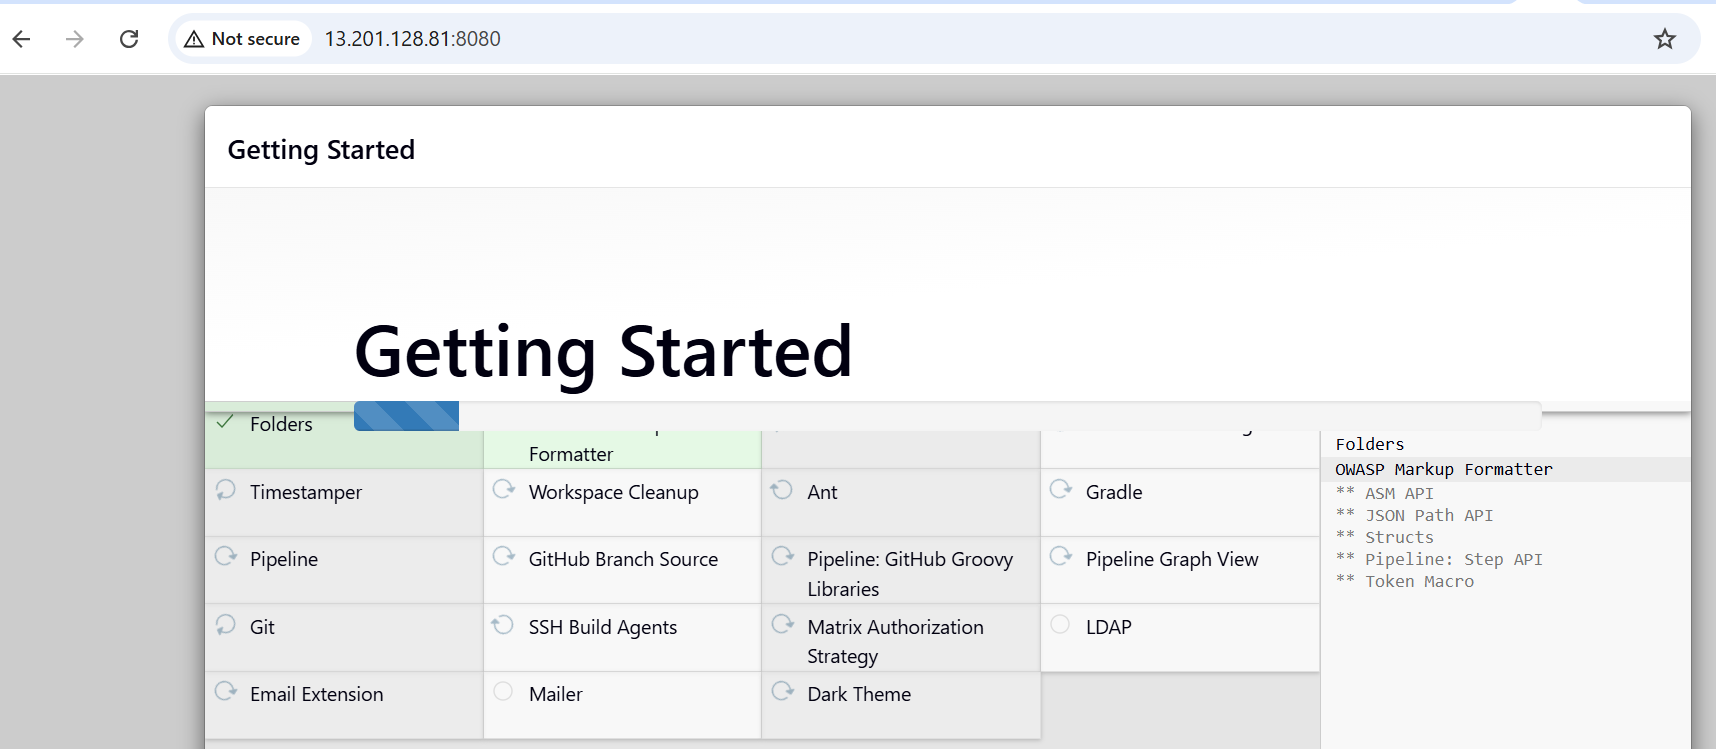 Not secure 13.201.128.81:8080
Getting Started
Getting Started
Folders
Formatter
Timestamper
Workspace Cleanup
Ant
Gradle
Pipeline
GitHub Branch Source
Pipeline: GitHub Groovy
Libraries
Pipeline Graph View
Git
SSH Build Agents
Matrix Authorization
Strategy
LDAP
Email Extension
Mailer
Dark Theme
Folders
OWASP Markup Formatter
** ASM API
** JSON Path API
** Structs
** Pipeline: Step API
** Token Macro